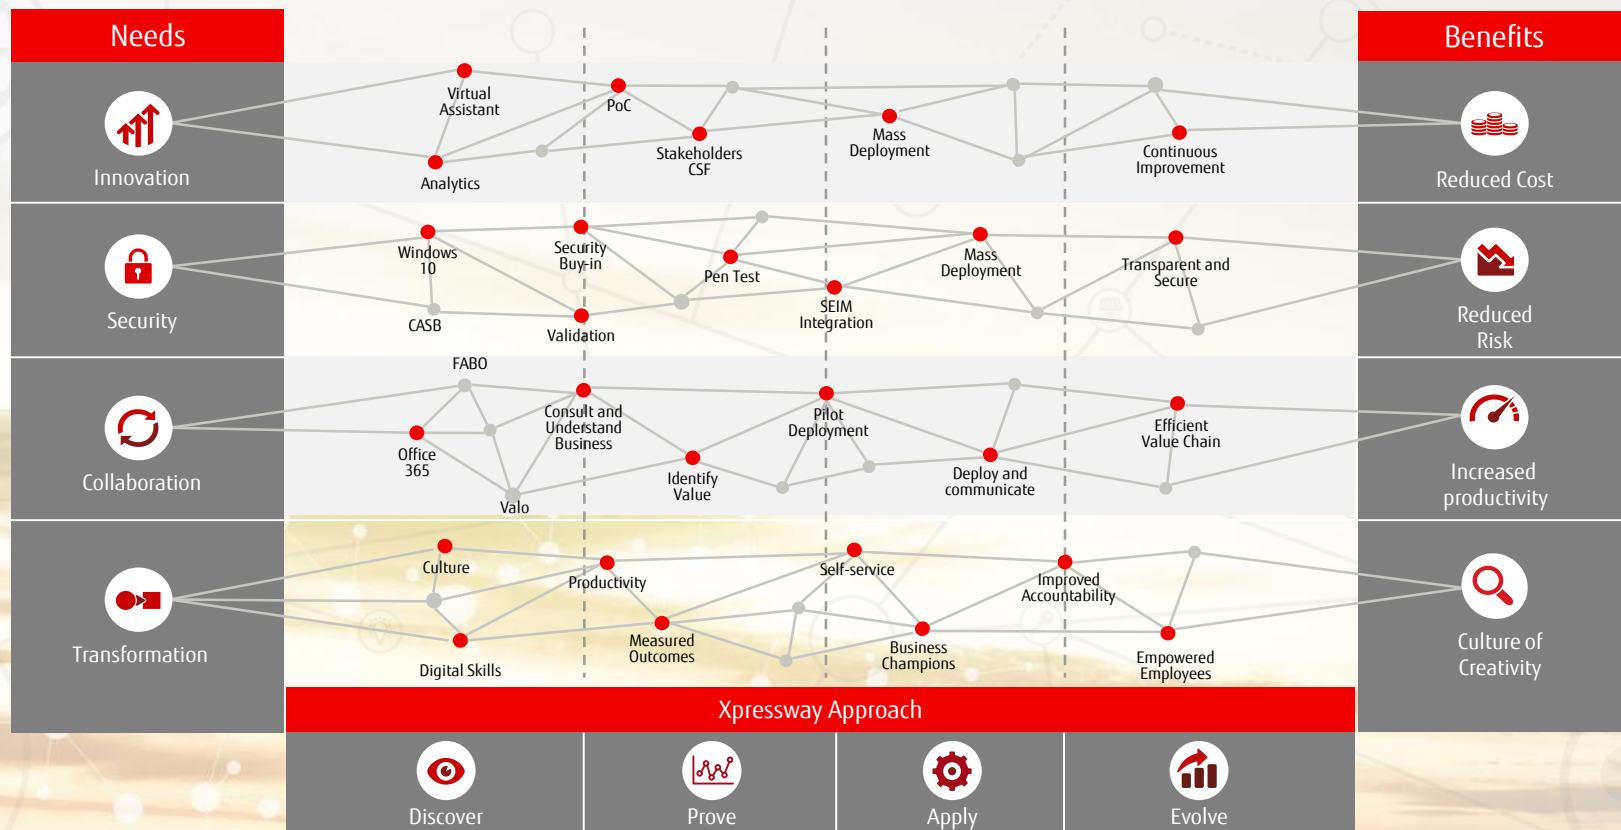 Needs
Benefits
Innovation
Virtual
Assistant
Analytics
PoC
Stakeholders
CSF
Mass
Deployment
Continuous
Improvement
Reduced Cost
Security
Windows
10
CASB
Security
Buy-in
Validation
Pen Test
SEIM
Integration
Mass
Deployment
Transparent and
Secure
Reduced
Risk
Collaboration
FABO
Office
365
Valo
Consult and
Understand
Business
Identify
Value
Pilot
Deployment
Deploy and
communicate
Efficient
Value Chain
Increased
productivity
Transformation
Culture
Digital Skills
Productivity
Measured
Outcomes
Self-service
Business
Champions
Improved
Accountability
Empowered
Employees
Culture of
Creativity
Xpressway Approach
Discover
Prove
Apply
Evolve